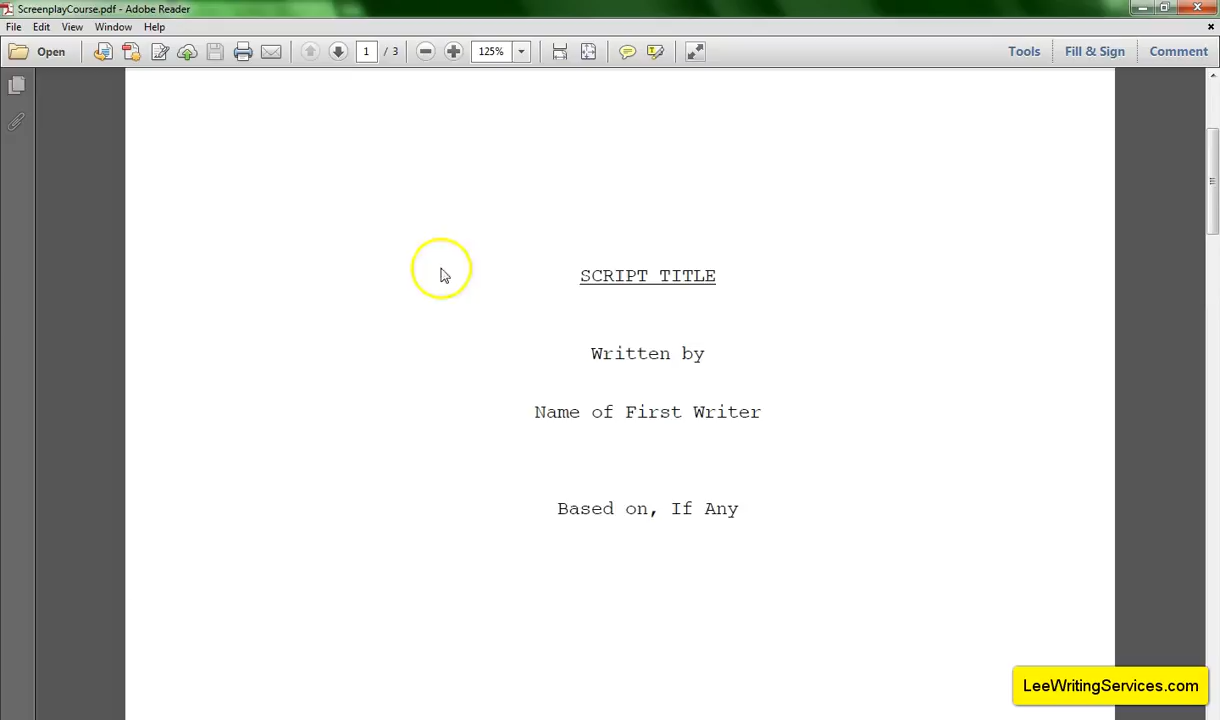 ScreenplayCourse.pdf - Adobe Reader
File Edit View Window Help
Open 1 / 3 125% Tools Fill & Sign Comment
SCRIPT TITLE
Written by
Name of First Writer
Based on, If Any
LeeWritingServices.com